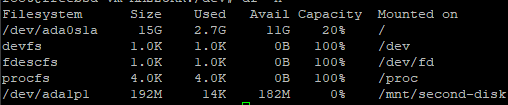 Filesystem Size Used Avail Capacity Mounted on
/dev/ada0s1a 15G 2.7G 11G 20% /
devfs 1.0K 1.0K 0B 100% /dev
fdescfs 1.0K 1.0K 0B 100% /dev/fd
procfs 4.0K 4.0K 0B 100% /proc
/dev/ada1p1 192M 14K 182M 0% /mnt/second-disk